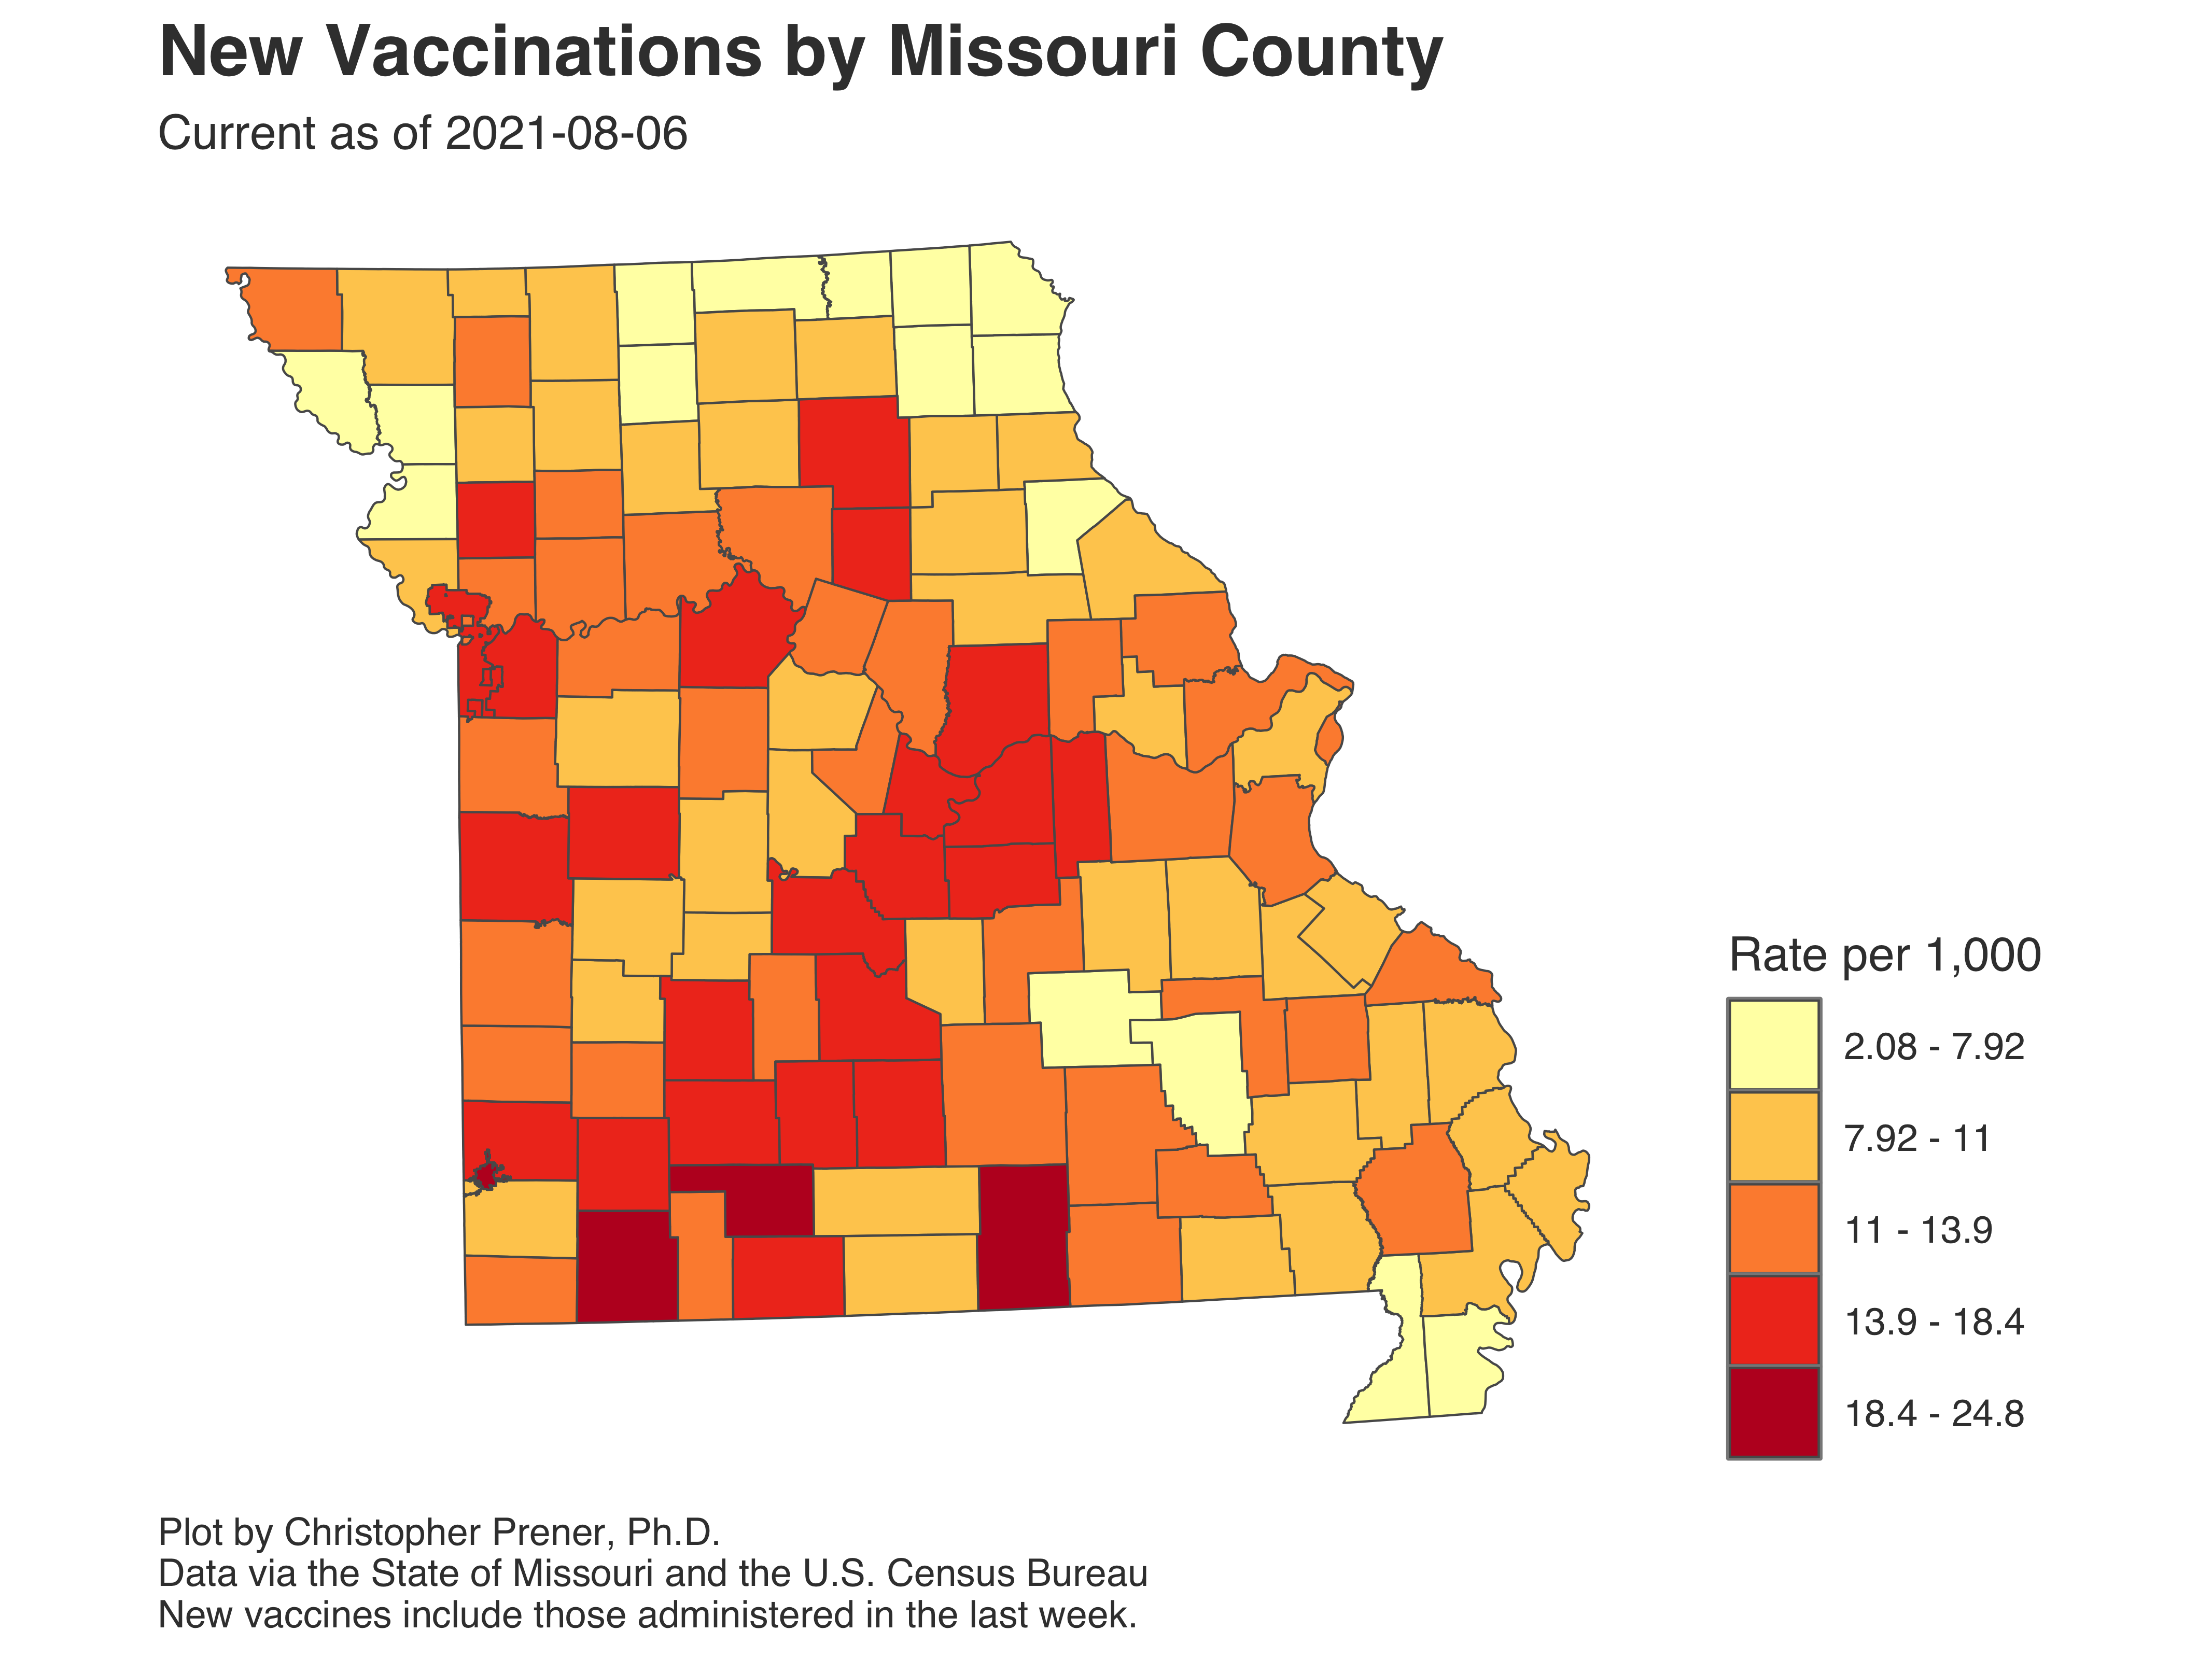 New Vaccinations by Missouri County
Current as of 2021-08-06
Rate per 1,000
2.08 - 7.92
7.92 - 11
11 - 13.9
13.9 - 18.4
18.4 - 24.8
Plot by Christopher Prener, Ph.D.
Data via the State of Missouri and the U.S. Census Bureau
New vaccines include those administered in the last week.